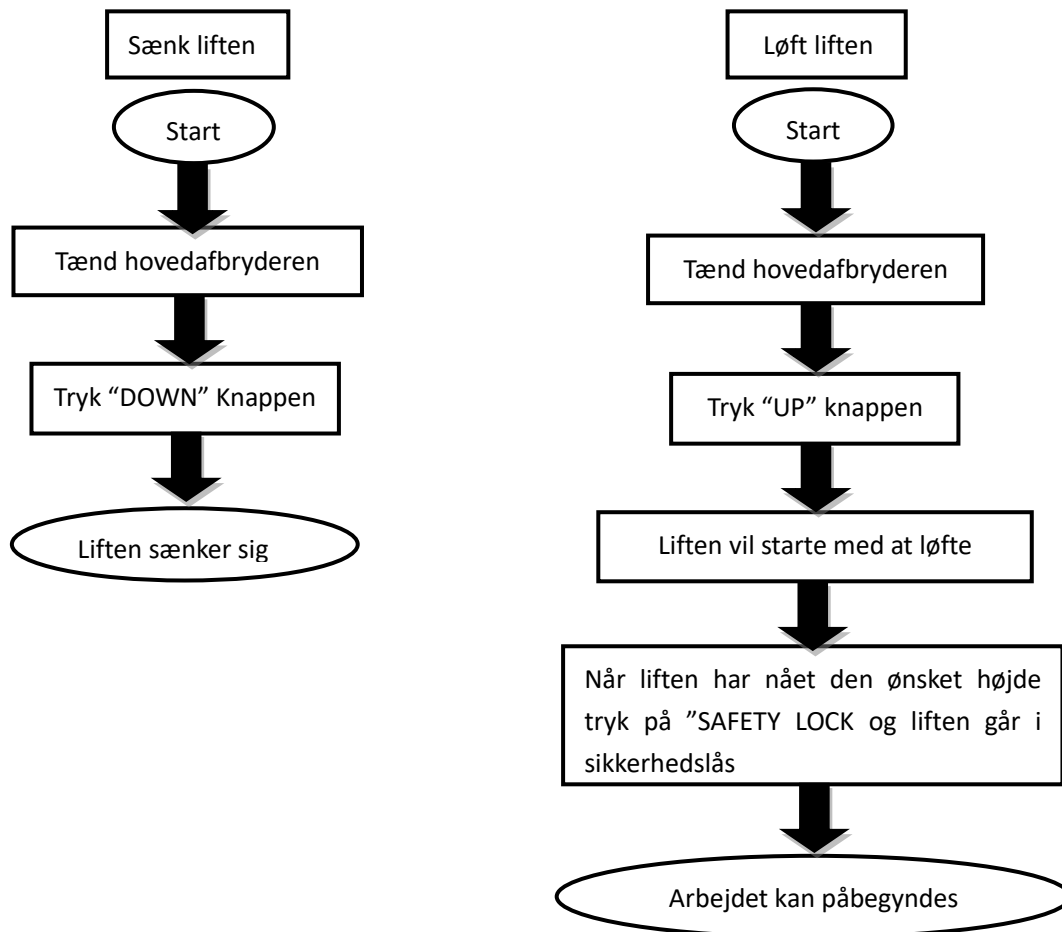 Sænk liften
Start
Tænd hovedafbryderen
Tryk “DOWN” Knappen
Liften sænker sig
Løft liften
Start
Tænd hovedafbryderen
Tryk “UP” knappen
Liften vil starte med at løfte
Når liften har nået den ønsket højde
tryk på ”SAFETY LOCK og liften går i
sikkerhedslås
Arbejdet kan påbegyndes